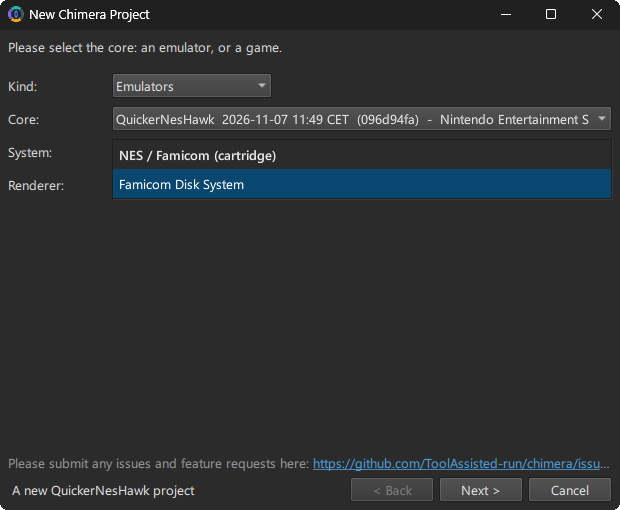 New Chimera Project
Please select the core: an emulator, or a game.
Kind: Emulators
Core: QuickerNesHawk 2026-11-07 11:49 CET (096d94fa) - Nintendo Entertainment S
System:
NES / Famicom (cartridge)
Renderer: Famicom Disk System
Please submit any issues and feature requests here: https://github.com/ToolAssisted-run/chimera/issu...
A new QuickerNesHawk project < Back Next > Cancel